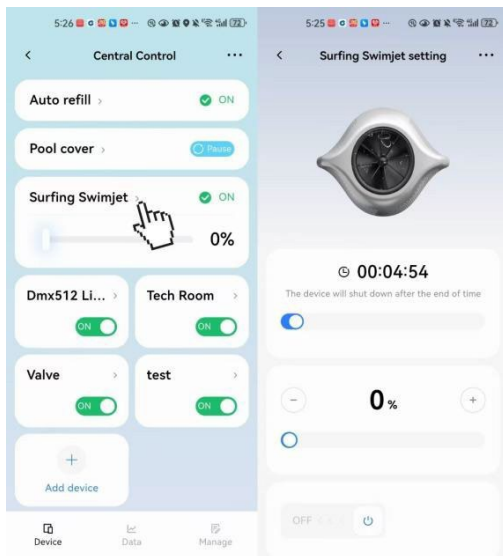 5:26
72
Central Control
Auto refill
ON
Pool cover
Pause
Surfing Swimjet
ON
0%
Dmx512 Li...
ON
Tech Room
ON
Valve
ON
test
ON
+
Add device
Device
Data
Manage
5:25
72
Surfing Swimjet setting
00:04:54
The device will shut down after the end of time
0 %
OFF